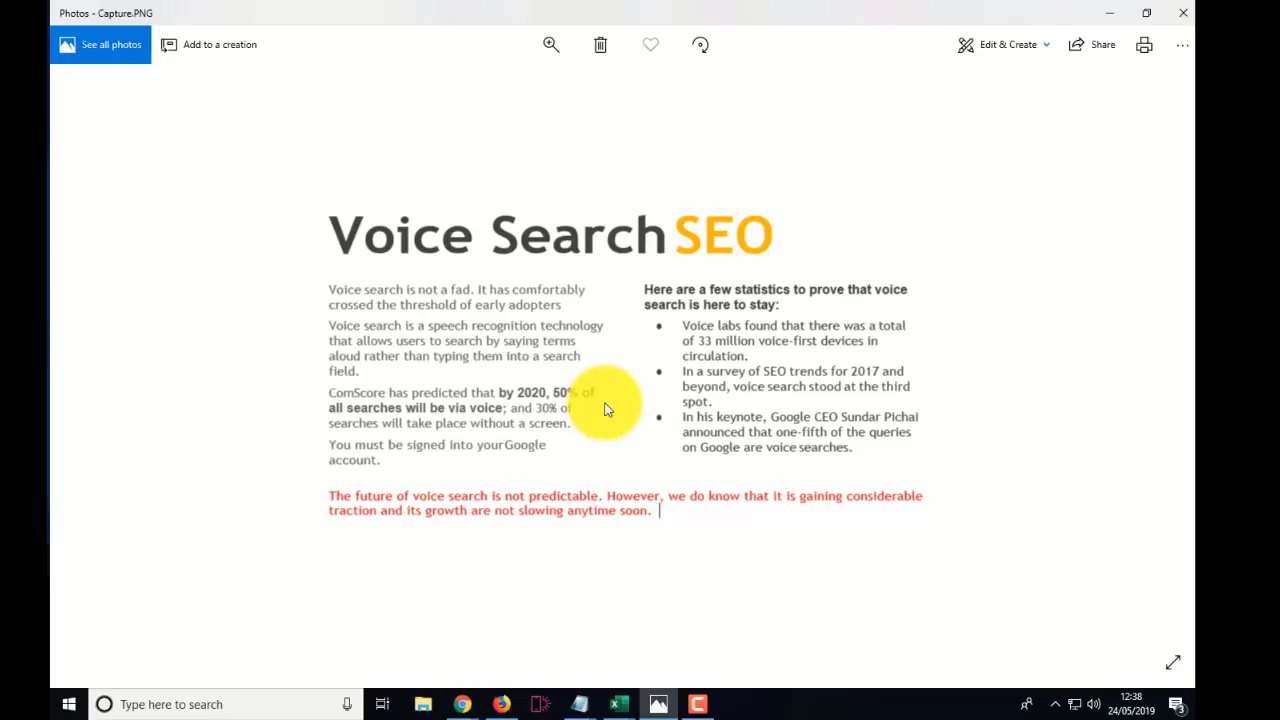 Photos - Capture.PNG
See all photos
Add to a creation
Edit & Create
Share
Voice Search SEO
Voice search is not a fad. It has comfortably
crossed the threshold of early adopters
Voice search is a speech recognition technology
that allows users to search by saying terms
aloud rather than typing them into a search
field.
ComScore has predicted that by 2020, 50% of
all searches will be via voice; and 30% of
searches will take place without a screen.
You must be signed into your Google
account.
Here are a few statistics to prove that voice
search is here to stay:
• Voice labs found that there was a total
of 33 million voice-first devices in
circulation.
• In a survey of SEO trends for 2017 and
beyond, voice search stood at the third
spot.
• In his keynote, Google CEO Sundar Pichai
announced that one-fifth of the queries
on Google are voice searches.
The future of voice search is not predictable. However, we do know that it is gaining considerable
traction and its growth are not slowing anytime soon.
Type here to search
12:38
24/05/2019
3